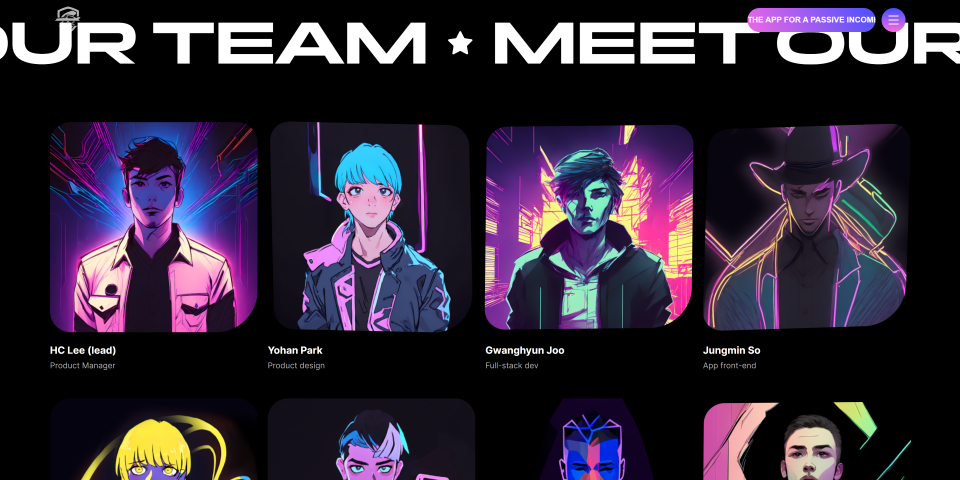 THE APP FOR A PASSIVE INCOM
OUR TEAM ★ MEET OUR
HC Lee (lead)
Product Manager
Yohan Park
Product design
Gwanghyun Joo
Full-stack dev
Jungmin So
App front-end